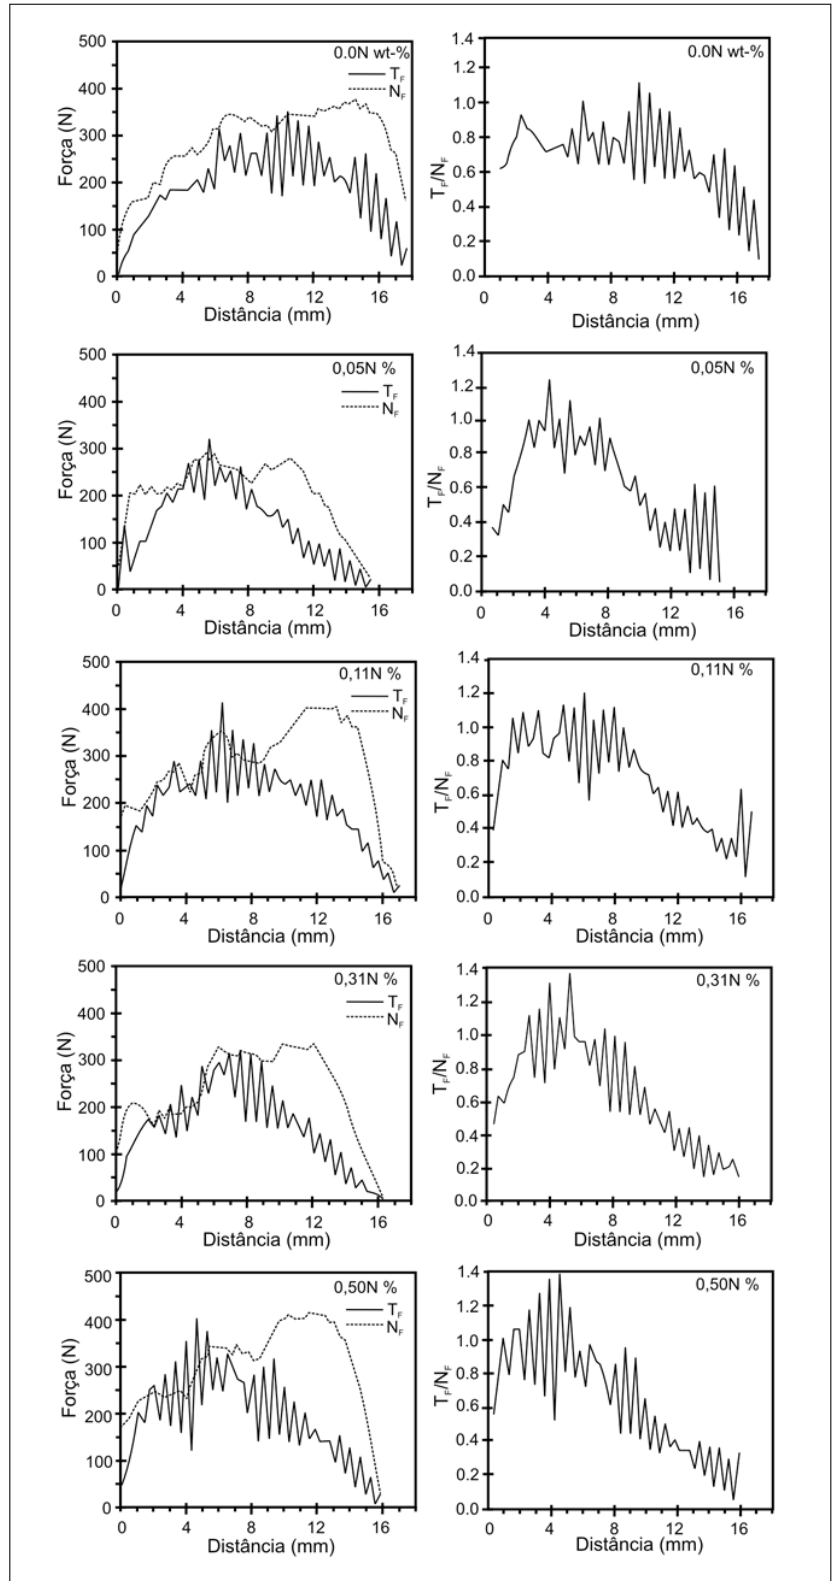 500
400
300
200
100
0
Força (N)
0.0N wt-%
T_F
N_F
0 4 8 12 16
Distância (mm)
1.4
1.2
1.0
0.8
0.6
0.4
0.2
0.0
T_F/N_F
0.0N wt-%
0 4 8 12 16
Distância (mm)
500
400
300
200
100
0
Força (N)
0,05N %
T_F
N_F
0 4 8 12 16
Distância (mm)
1.4
1.2
1.0
0.8
0.6
0.4
0.2
0.0
T_F/N_F
0,05N %
0 4 8 12 16
Distância (mm)
500
400
300
200
100
0
Força (N)
0,11N %
T_F
N_F
0 4 8 12 16
Distância (mm)
1.4
1.2
1.0
0.8
0.6
0.4
0.2
0.0
T_F/N_F
0,11N %
0 4 8 12 16
Distância (mm)
500
400
300
200
100
0
Força (N)
0,31N %
T_F
N_F
0 4 8 12 16
Distância (mm)
1.4
1.2
1.0
0.8
0.6
0.4
0.2
0.0
T_F/N_F
0,31N %
0 4 8 12 16
Distância (mm)
500
400
300
200
100
0
Força (N)
0,50N %
T_F
N_F
0 4 8 12 16
Distância (mm)
1.4
1.2
1.0
0.8
0.6
0.4
0.2
0.0
T_F/N_F
0,50N %
0 4 8 12 16
Distância (mm)